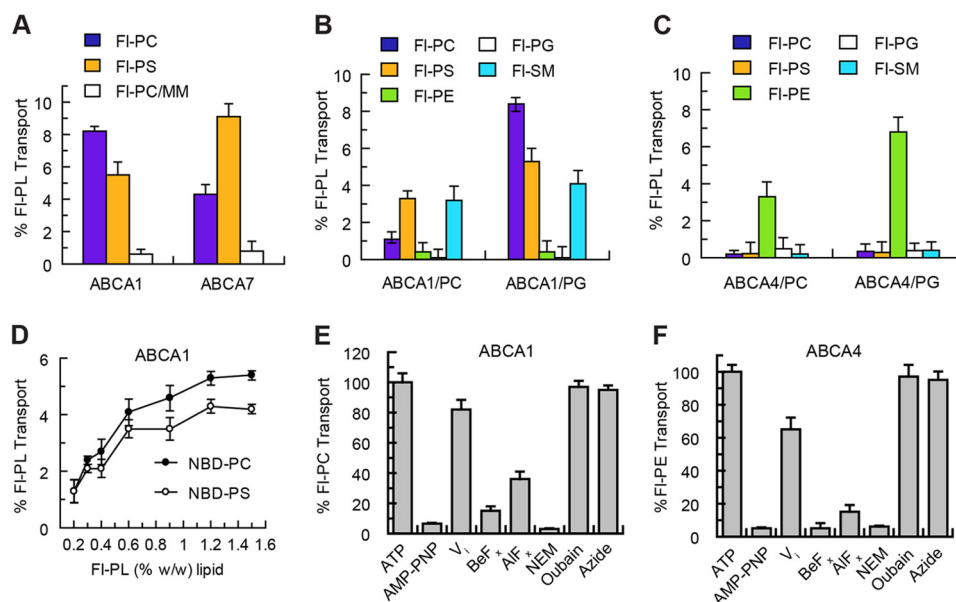 A
Fl-PC
Fl-PS
Fl-PC/MM
% Fl-PL Transport
10
8
6
4
2
0
ABCA1
ABCA7
B
Fl-PC
Fl-PG
Fl-PS
Fl-SM
Fl-PE
% Fl-PL Transport
10
8
6
4
2
0
ABCA1/PC
ABCA1/PG
C
Fl-PC
Fl-PG
Fl-PS
Fl-SM
Fl-PE
% Fl-PL Transport
8
6
4
2
0
ABCA4/PC
ABCA4/PG
D
ABCA1
% Fl-PL Transport
6
4
2
0
NBD-PC
NBD-PS
0.2 0.4 0.6 0.8 1.0 1.2 1.4 1.6
Fl-PL (% w/w) lipid
E
ABCA1
% Fl-PC Transport
120
100
80
60
40
20
0
ATP
AMP-PNP
Vi
BeFx
AlFx
NEM
Oubain
Azide
F
ABCA4
%Fl-PE Transport
100
80
60
40
20
0
ATP
AMP-PNP
Vi
BeFx
AlFx
NEM
Oubain
Azide